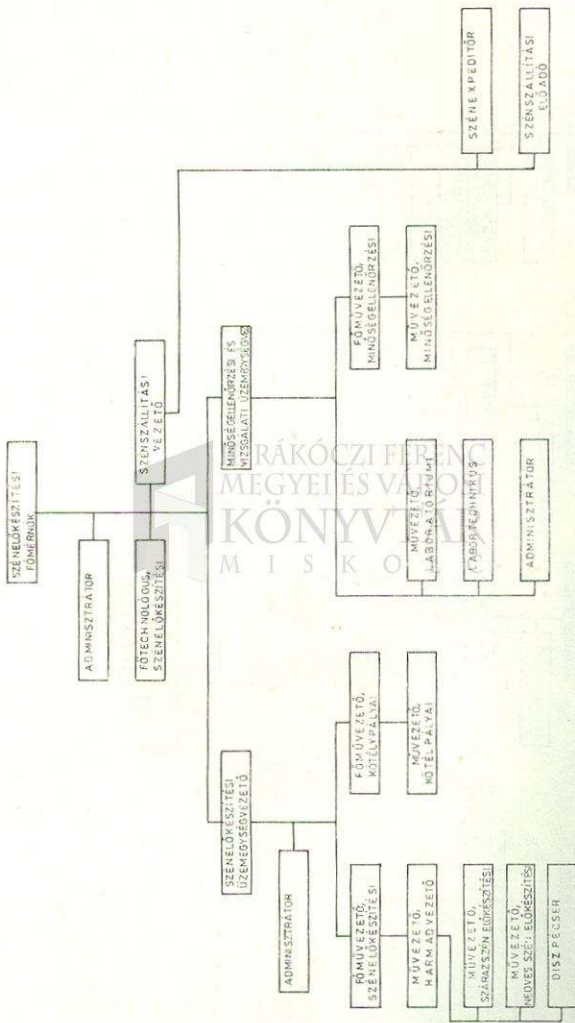 SZÉNELŐKÉSZÍTÉSI
FŐMÉRNÖK
ADMINISZTRÁTOR
FŐTECHNOLÓGUS,
SZÉNELŐKÉSZÍTÉSI
SZÉNSZÁLLÍTÁSI
VEZETŐ
SZÉNELŐKÉSZÍTÉSI
ÜZEMEGYSÉGVEZETŐ
ADMINISZTRÁTOR
FŐMŰVEZETŐ,
SZÉNELŐKÉSZÍTÉSI
MŰVEZETŐ,
HARMADVEZETŐ
MŰVEZETŐ,
SZÁRAZSZÉN ELŐKÉSZÍTÉSI
MŰVEZETŐ,
NEDVES SZÉN ELŐKÉSZÍTÉSI
DISZPÉCSER
FŐMŰVEZETŐ,
KÖTÉLPÁLYAI
MŰVEZETŐ,
KÖTÉLPÁLYAI
MINŐSÉGELLENŐRZÉSI ÉS
VIZSGÁLATI ÜZEMEGYSÉGVEZ
MŰVEZETŐ,
LABORATÓRIUMI
LABORTECHNIKUS
ADMINISZTRÁTOR
FŐMŰVEZETŐ,
MINŐSÉGELLENŐRZÉSI
MŰVEZETŐ,
MINŐSÉGELLENŐRZÉSI
SZÉNEXPEDITŐR
SZÉNSZÁLLÍTÁSI
ELŐADÓ
II. RÁKÓCZI FERENC
MEGYEI ÉS VÁROSI
KÖNYVTÁR
MISKOLC